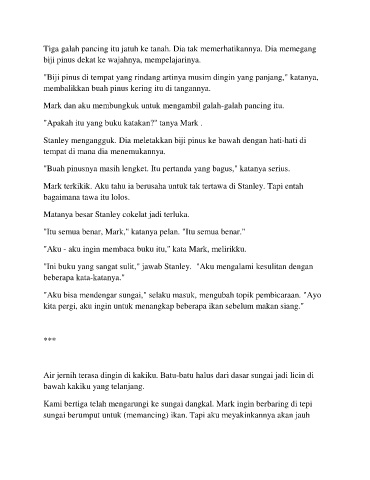 Tiga galah pancing itu jatuh ke tanah. Dia tak memerhatikannya. Dia memegang
biji pinus dekat ke wajahnya, mempelajarinya.
"Biji pinus di tempat yang rindang artinya musim dingin yang panjang," katanya,
membalikkan buah pinus kering itu di tangannya.
Mark dan aku membungkuk untuk mengambil galah-galah pancing itu.
"Apakah itu yang buku katakan?" tanya Mark .
Stanley mengangguk. Dia meletakkan biji pinus ke bawah dengan hati-hati di
tempat di mana dia menemukannya.
"Buah pinusnya masih lengket. Itu pertanda yang bagus," katanya serius.
Mark terkikik. Aku tahu ia berusaha untuk tak tertawa di Stanley. Tapi entah
bagaimana tawa itu lolos.
Matanya besar Stanley cokelat jadi terluka.
"Itu semua benar, Mark," katanya pelan. "Itu semua benar."
"Aku - aku ingin membaca buku itu," kata Mark, melirikku.
"Ini buku yang sangat sulit," jawab Stanley.  "Aku mengalami kesulitan dengan
beberapa kata-katanya."
"Aku bisa mendengar sungai," selaku masuk, mengubah topik pembicaraan. "Ayo
kita pergi, aku ingin untuk menangkap beberapa ikan sebelum makan siang."
***
Air jernih terasa dingin di kakiku. Batu-batu halus dari dasar sungai jadi licin di
bawah kakiku yang telanjang.
Kami bertiga telah mengarungi ke sungai dangkal. Mark ingin berbaring di tepi
sungai berumput untuk (memancing) ikan. Tapi aku meyakinkannya akan jauh